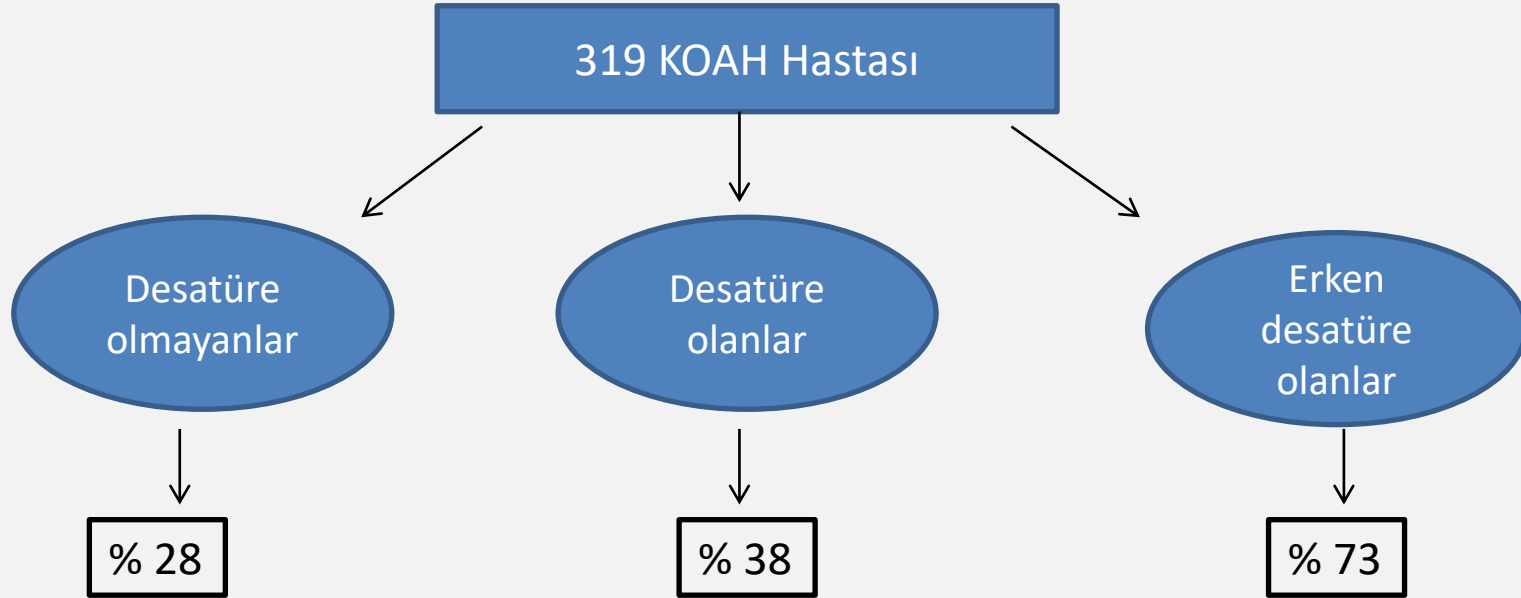 319 KOAH Hastası
Desatüre
olmayanlar
Desatüre
olanlar
Erken
desatüre
olanlar
% 28
% 38
% 73